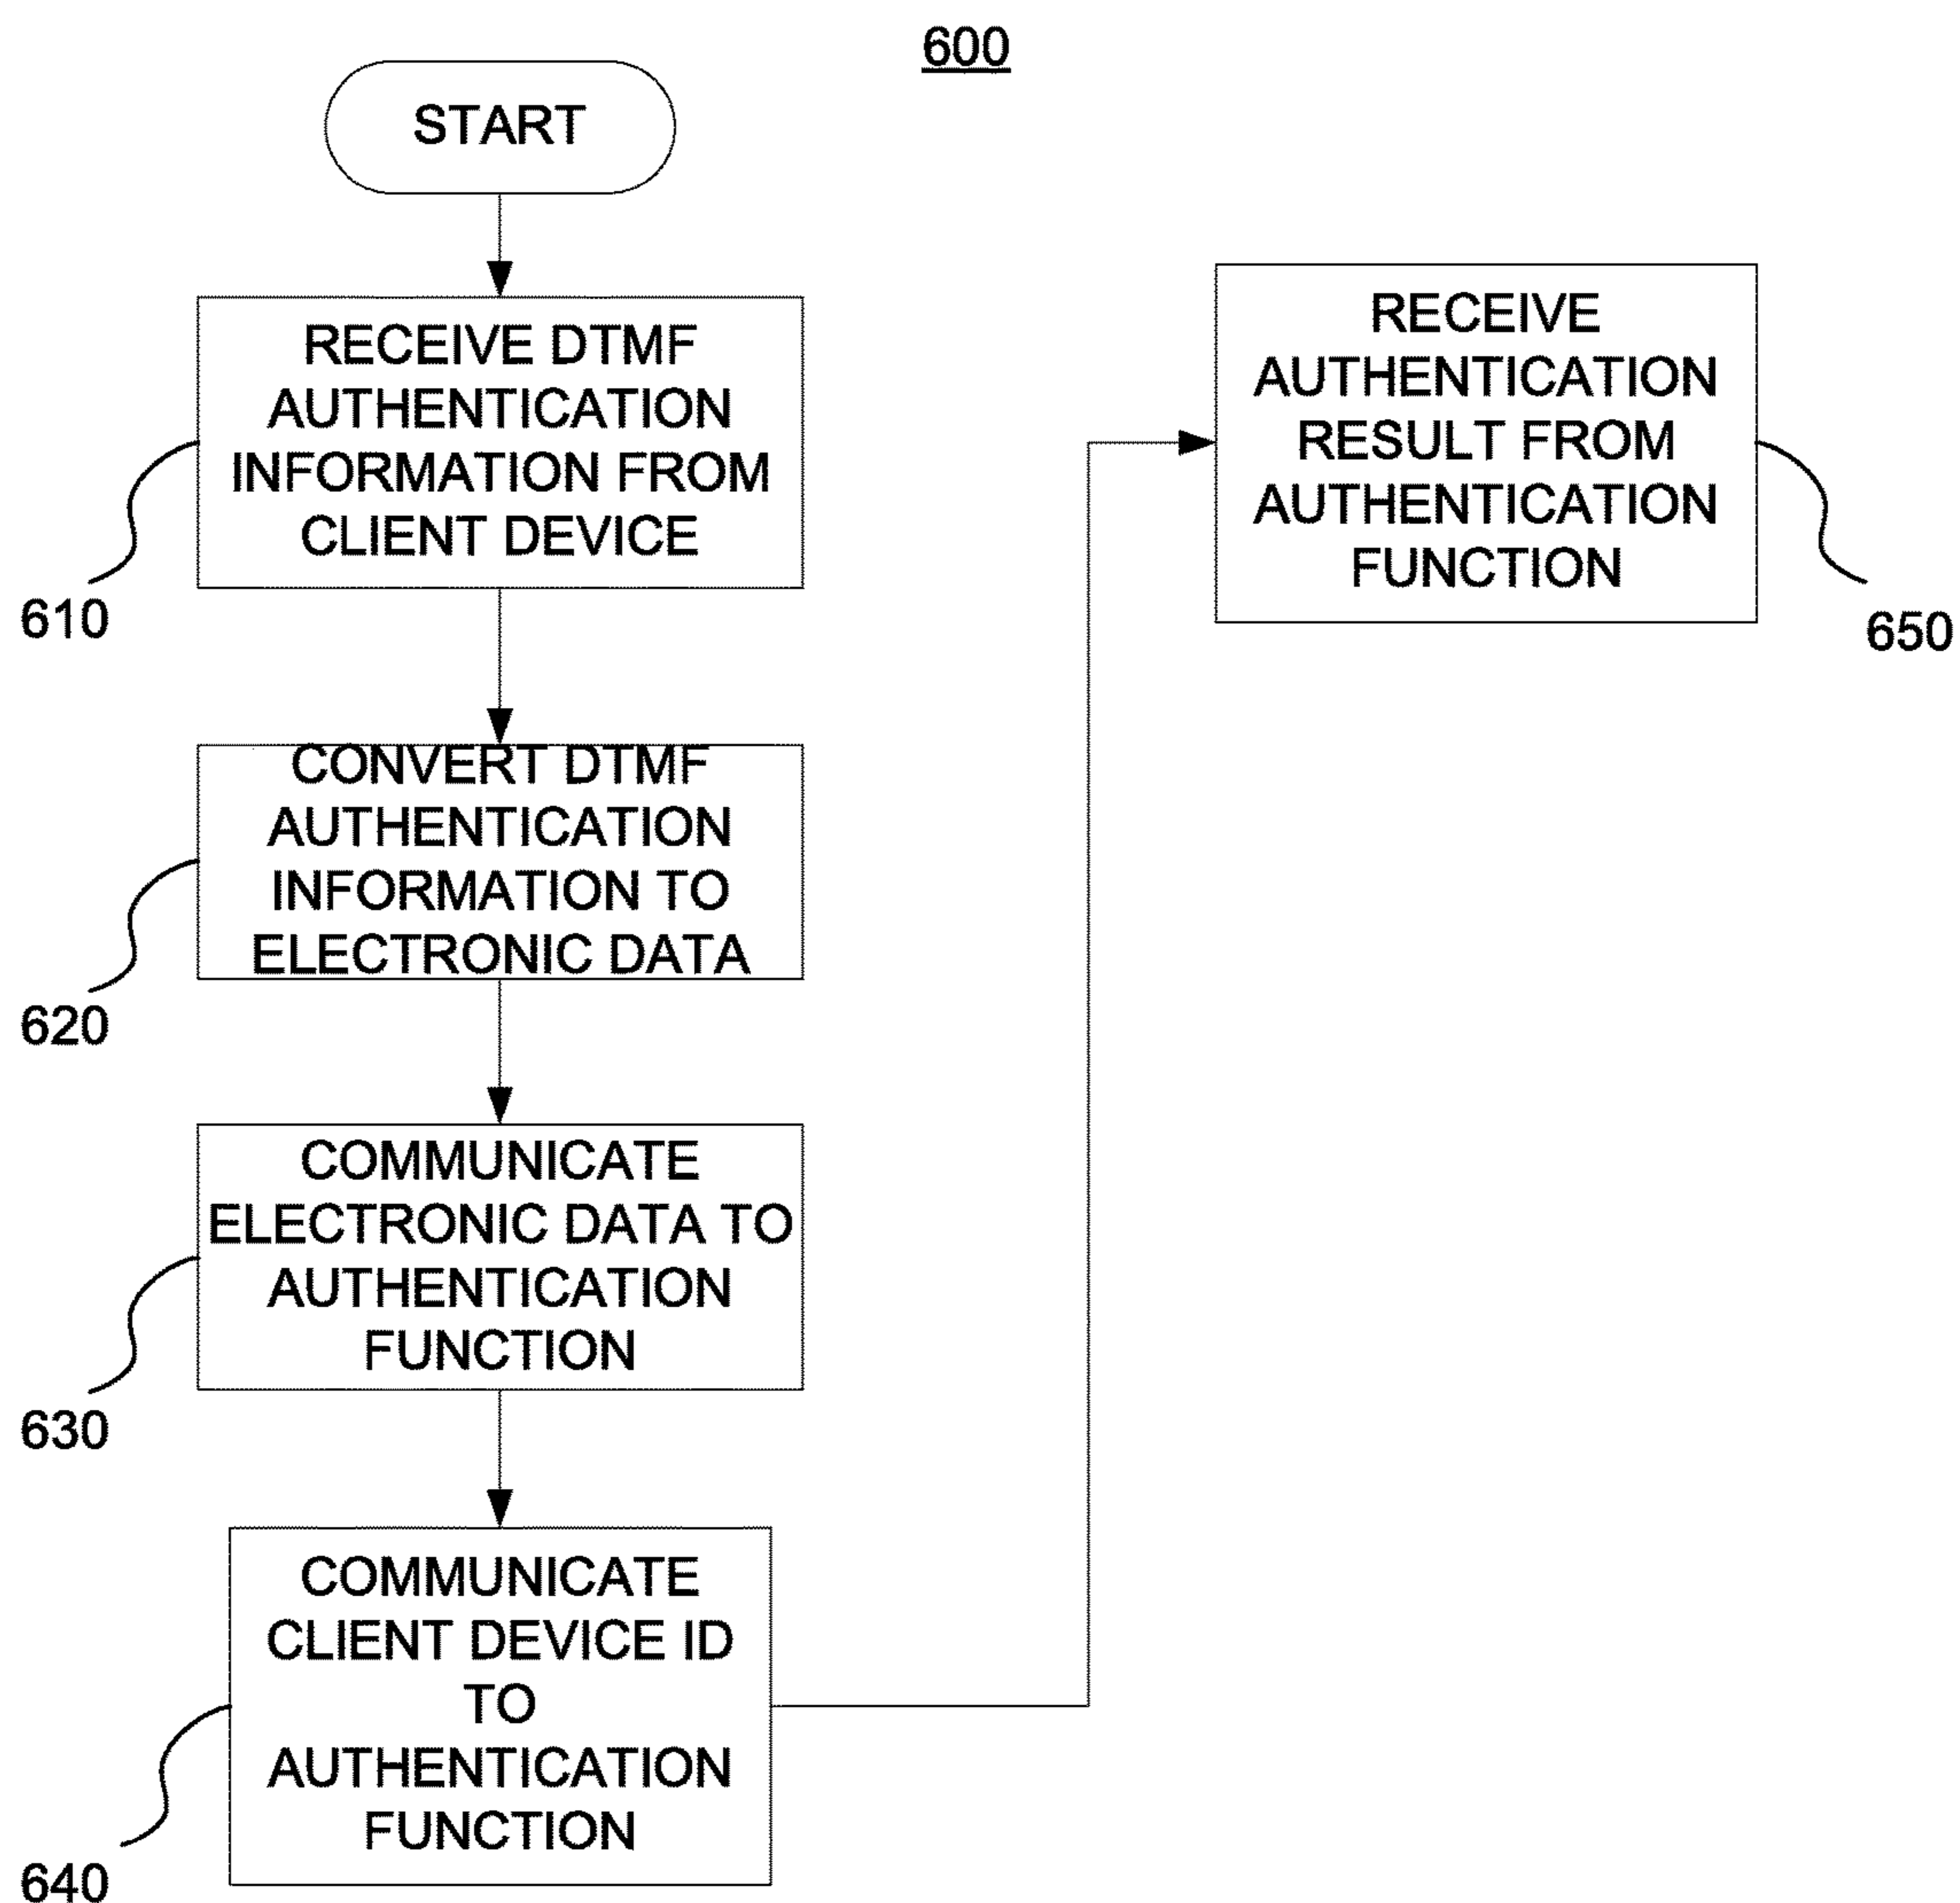 600
START
RECEIVE DTMF
AUTHENTICATION
INFORMATION FROM
CLIENT DEVICE
610
CONVERT DTMF
AUTHENTICATION
INFORMATION TO
ELECTRONIC DATA
620
COMMUNICATE
ELECTRONIC DATA TO
AUTHENTICATION
FUNCTION
630
COMMUNICATE
CLIENT DEVICE ID
TO
AUTHENTICATION
FUNCTION
640
RECEIVE
AUTHENTICATION
RESULT FROM
AUTHENTICATION
FUNCTION
650